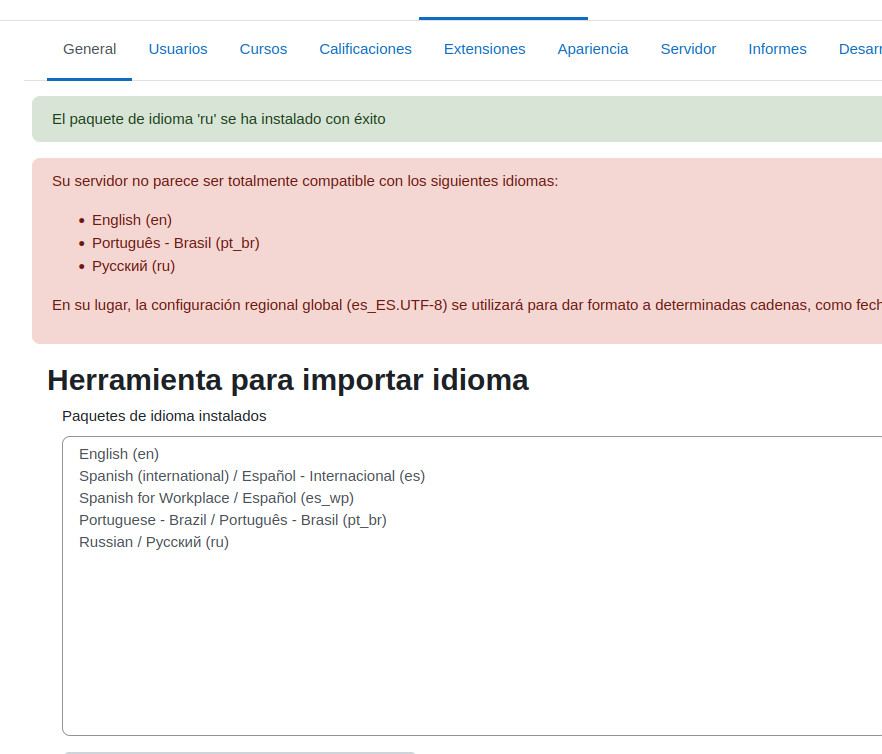 General Usuarios Cursos Calificaciones Extensiones Apariencia Servidor Informes
El paquete de idioma 'ru' se ha instalado con éxito
Su servidor no parece ser totalmente compatible con los siguientes idiomas:
• English (en)
• Português - Brasil (pt_br)
• Русский (ru)
En su lugar, la configuración regional global (es_ES.UTF-8) se utilizará para dar formato a determinadas cadenas, como
Herramienta para importar idioma
Paquetes de idioma instalados
English (en)
Spanish (international) / Español - Internacional (es)
Spanish for Workplace / Español (es_wp)
Portuguese - Brazil / Português - Brasil (pt_br)
Russian / Русский (ru)